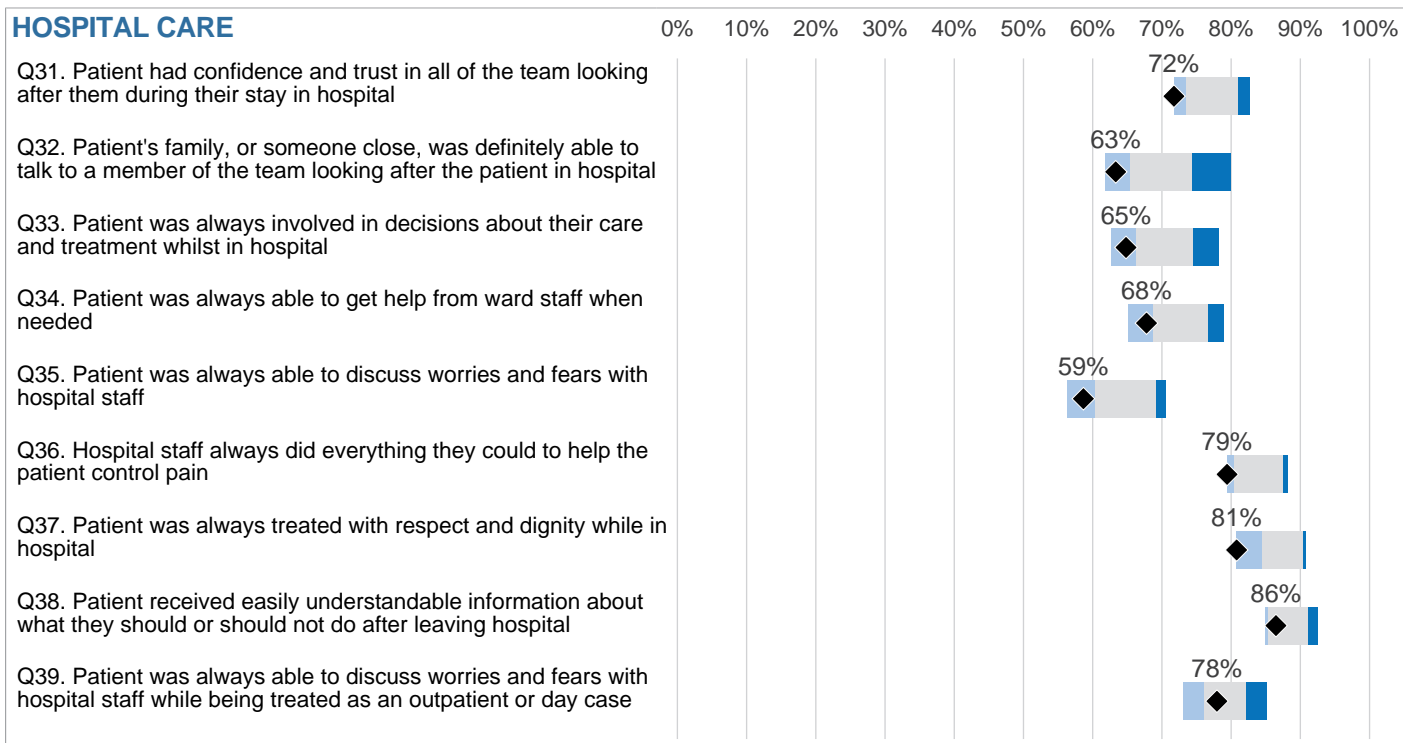 HOSPITAL CARE
0% 10% 20% 30% 40% 50% 60% 70% 80% 90% 100%
72%
Q31. Patient had confidence and trust in all of the team looking
after them during their stay in hospital
63%
Q32. Patient's family, or someone close, was definitely able to
talk to a member of the team looking after the patient in hospital
65%
Q33. Patient was always involved in decisions about their care
and treatment whilst in hospital
68%
Q34. Patient was always able to get help from ward staff when
needed
59%
Q35. Patient was always able to discuss worries and fears with
hospital staff
79%
Q36. Hospital staff always did everything they could to help the
patient control pain
81%
Q37. Patient was always treated with respect and dignity while in
hospital
86%
Q38. Patient received easily understandable information about
what they should or should not do after leaving hospital
78%
Q39. Patient was always able to discuss worries and fears with
hospital staff while being treated as an outpatient or day case